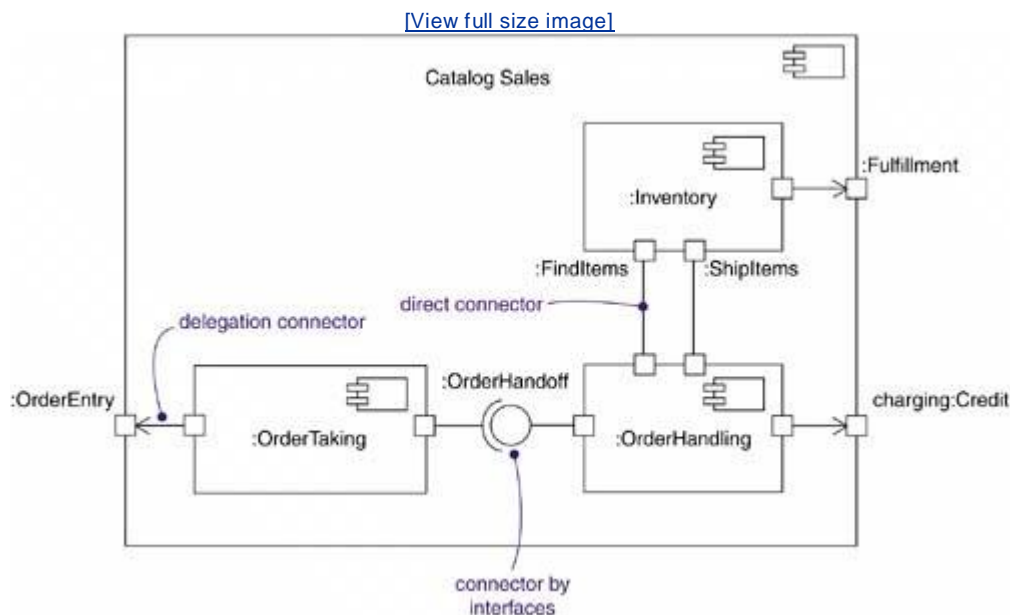 [View full size image]
Catalog Sales
:Fulfillment
:Inventory
:FindItems
:ShipItems
direct connector
delegation connector
:OrderEntry
:OrderHandoff
charging:Credit
:OrderTaking
:OrderHandling
connector by
interfaces